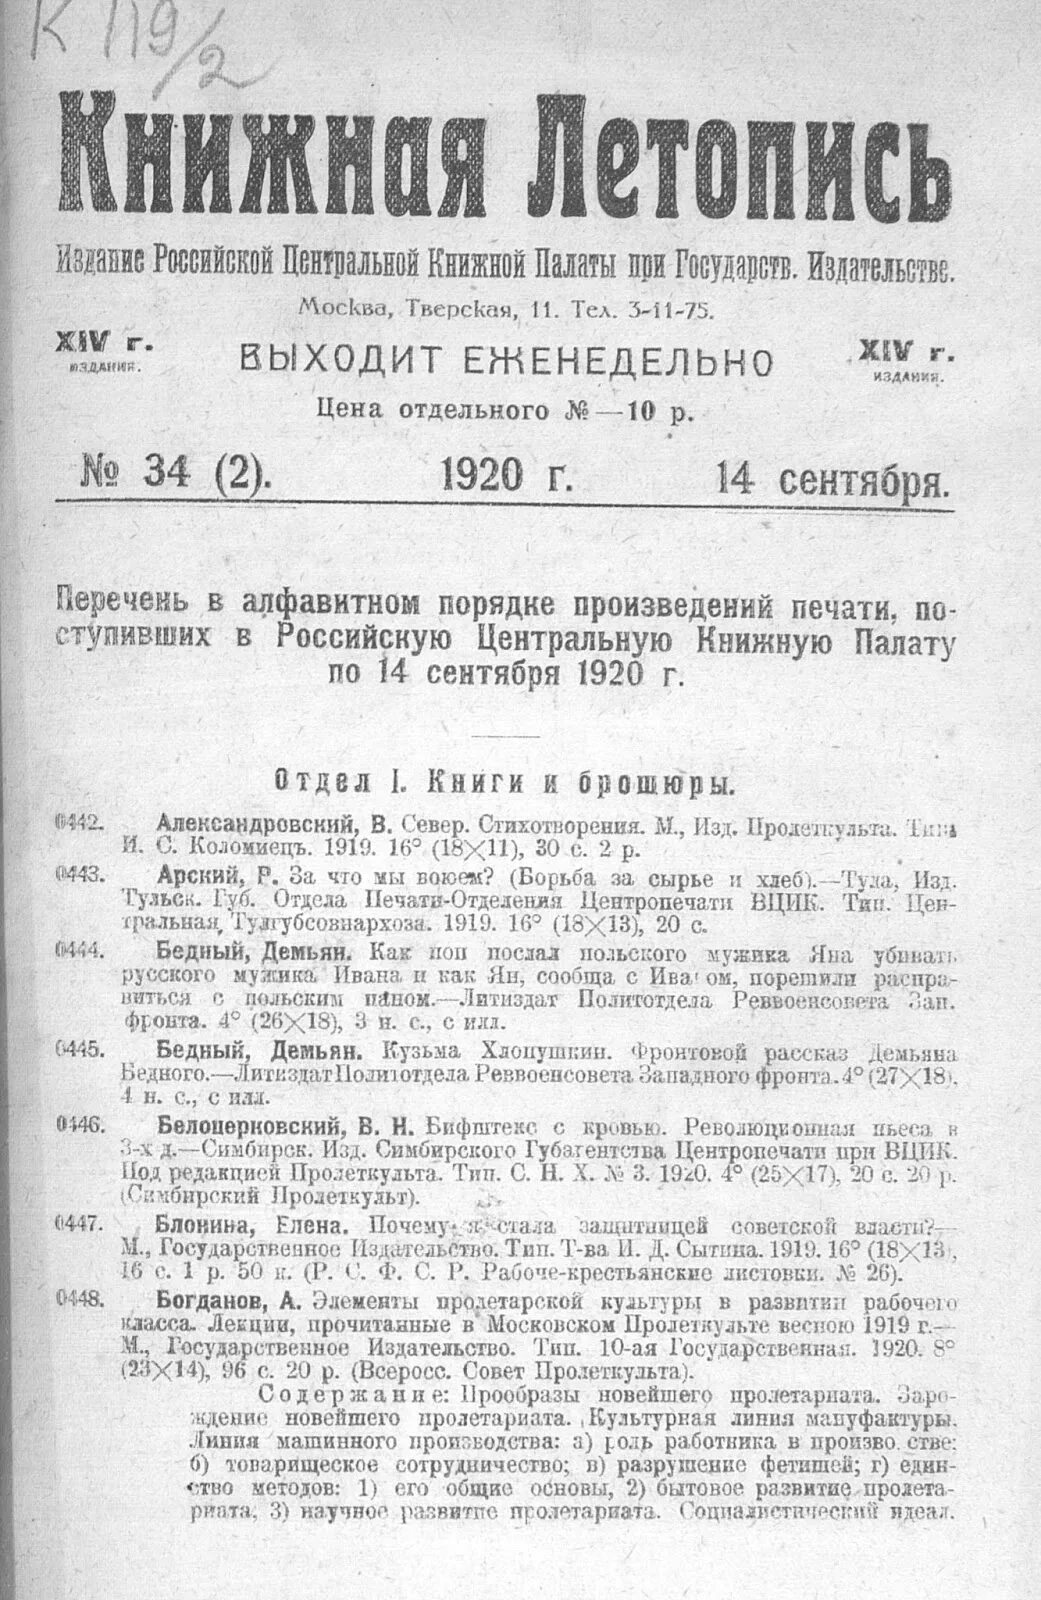 К 119/2
Книжная Летопись
Издание Российской Центральной Книжной Палаты при Государств. Издательстве.
Москва, Тверская, 11. Тел. 3-11-75.
XIV г. издания.
ВЫХОДИТ ЕЖЕНЕДЕЛЬНО
XIV г. издания.
Цена отдельного №—10 р.
№ 34 (2). 1920 г. 14 сентября.
Перечень в алфавитном порядке произведений печати, по-
ступивших в Российскую Центральную Книжную Палату
по 14 сентября 1920 г.
Отдел I. Книги и брошюры.
0442. Александровский, В. Север. Стихотворения. М., Изд. Пролеткульта. Тип.
И. С. Коломиецъ. 1919. 16° (18×11), 30 с. 2 р.
0443. Арский, Р. За что мы воюем? (Борьба за сырье и хлеб).—Тула, Изд.
Тульск. Губ. Отдела Печати-Отделения Центропечати ВЦИК. Тип. Цен-
тральная, Тулгубсовнархоза. 1919. 16° (18×13), 20 с.
0444. Бедный, Демьян. Как поп послал польского мужика Яна убивать
русского мужика Ивана и как Ян, сообща с Ива ом, порешили распра-
виться с польским паном.—Литиздат Политотдела Реввоенсовета Зап.
фронта. 4° (26×18), 3 н. с., с илл.
0445. Бедный, Демьян. Кузьма Хлопушкин. Фронтовой рассказ Демьяна
Бедного.—Литиздат Политотдела Реввоенсовета Западного фронта. 4° (27×18),
4 н. с., с илл.
0446. Белоцерковский, В. Н. Бифштекс с кровью. Революционная пьеса в
3-х д.—Симбирск. Изд. Симбирского Губагентства Центропечати при ВЦИК.
Под редакцией Пролеткульта. Тип. С. Н. Х. № 3. 1920. 4° (25×17), 20 с. 20 р.
(Симбирский Пролеткульт).
0447. Блонина, Елена. Почему я стала защитницей советской власти?—
М., Государственное Издательство. Тип. Т-ва И. Д. Сытина. 1919. 16° (18×13),
16 с. 1 р. 50 к. (Р. С. Ф. С. Р. Рабоче-крестьянские листовки. № 26).
0448. Богданов, А. Элементы пролетарской культуры в развитии рабочего
класса. Лекции, прочитанные в Московском Пролеткульте весною 1919 г.—
М., Государственное Издательство. Тип. 10-ая Государственная. 1920. 8°
(23×14), 96 с. 20 р. (Всеросс. Совет Пролеткульта).
Содержание: Прообразы новейшего пролетариата. Заро-
ждение новейшего пролетариата. Культурная линия мануфактуры.
Линия машинного производства: а) роль работника в произво стве;
б) товарищеское сотрудничество; в) разрушение фетишей; г) един-
ство методов: 1) его общие основы, 2) бытовое развитие пролета-
риата, 3) научное развитие пролетариата. Социалистический идеал.